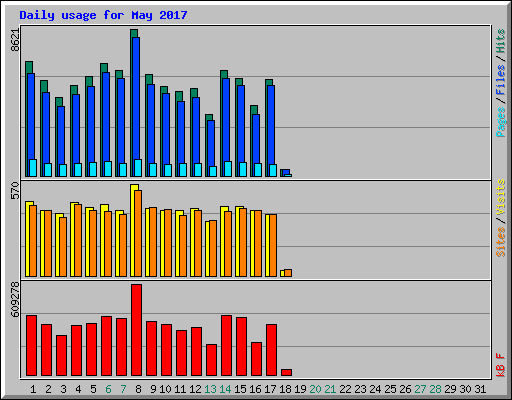 Daily usage for May 2017
8621
Pages / Files / Hits
570
Sites / Visits
609278
kB F
1 2 3 4 5 6 7 8 9 10 11 12 13 14 15 16 17 18 19 20 21 22 23 24 25 26 27 28 29 30 31